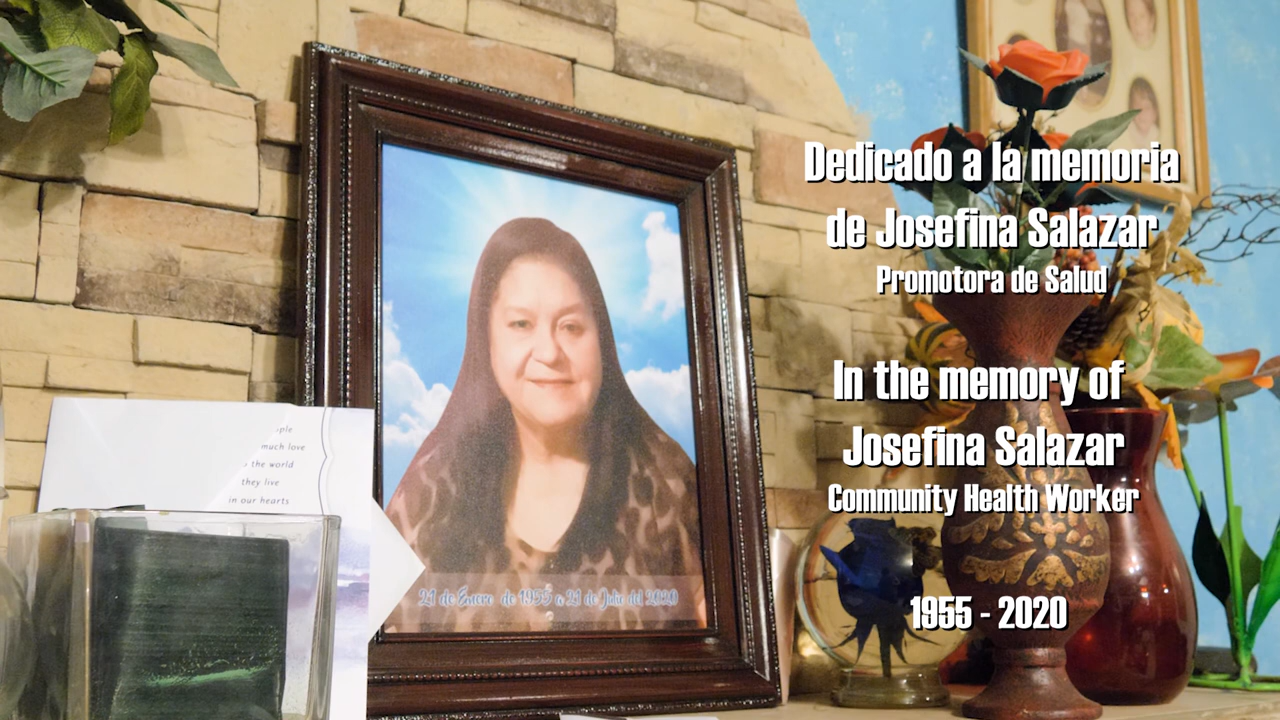 Dedicado a la memoria
de Josefina Salazar
Promotora de Salud
In the memory of
Josefina Salazar
Community Health Worker
1955 - 2020
much love
the world
they live
in our hearts
21 de Enero de 1955 a 21 de Julio del 2020